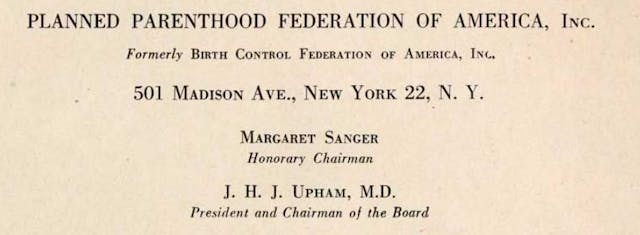 PLANNED PARENTHOOD FEDERATION OF AMERICA, INC.
Formerly BIRTH CONTROL FEDERATION OF AMERICA, INC.
501 MADISON AVE., NEW YORK 22, N. Y.
MARGARET SANGER
Honorary Chairman
J. H. J. UPHAM, M.D.
President and Chairman of the Board